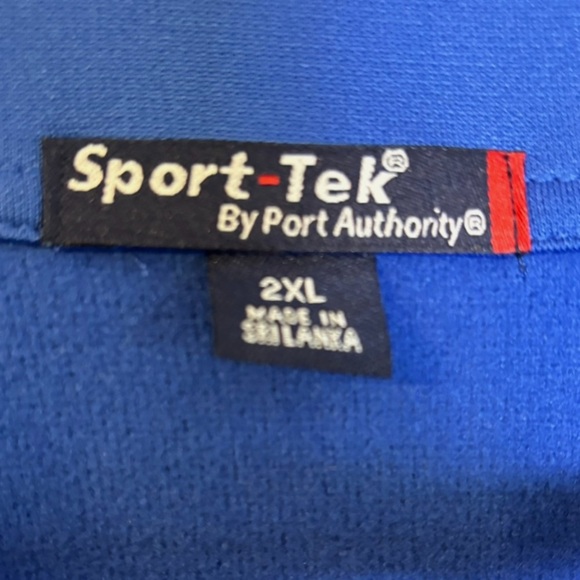 Sport-Tek®
By Port Authority®
2XL
MADE IN
SRI LANKA